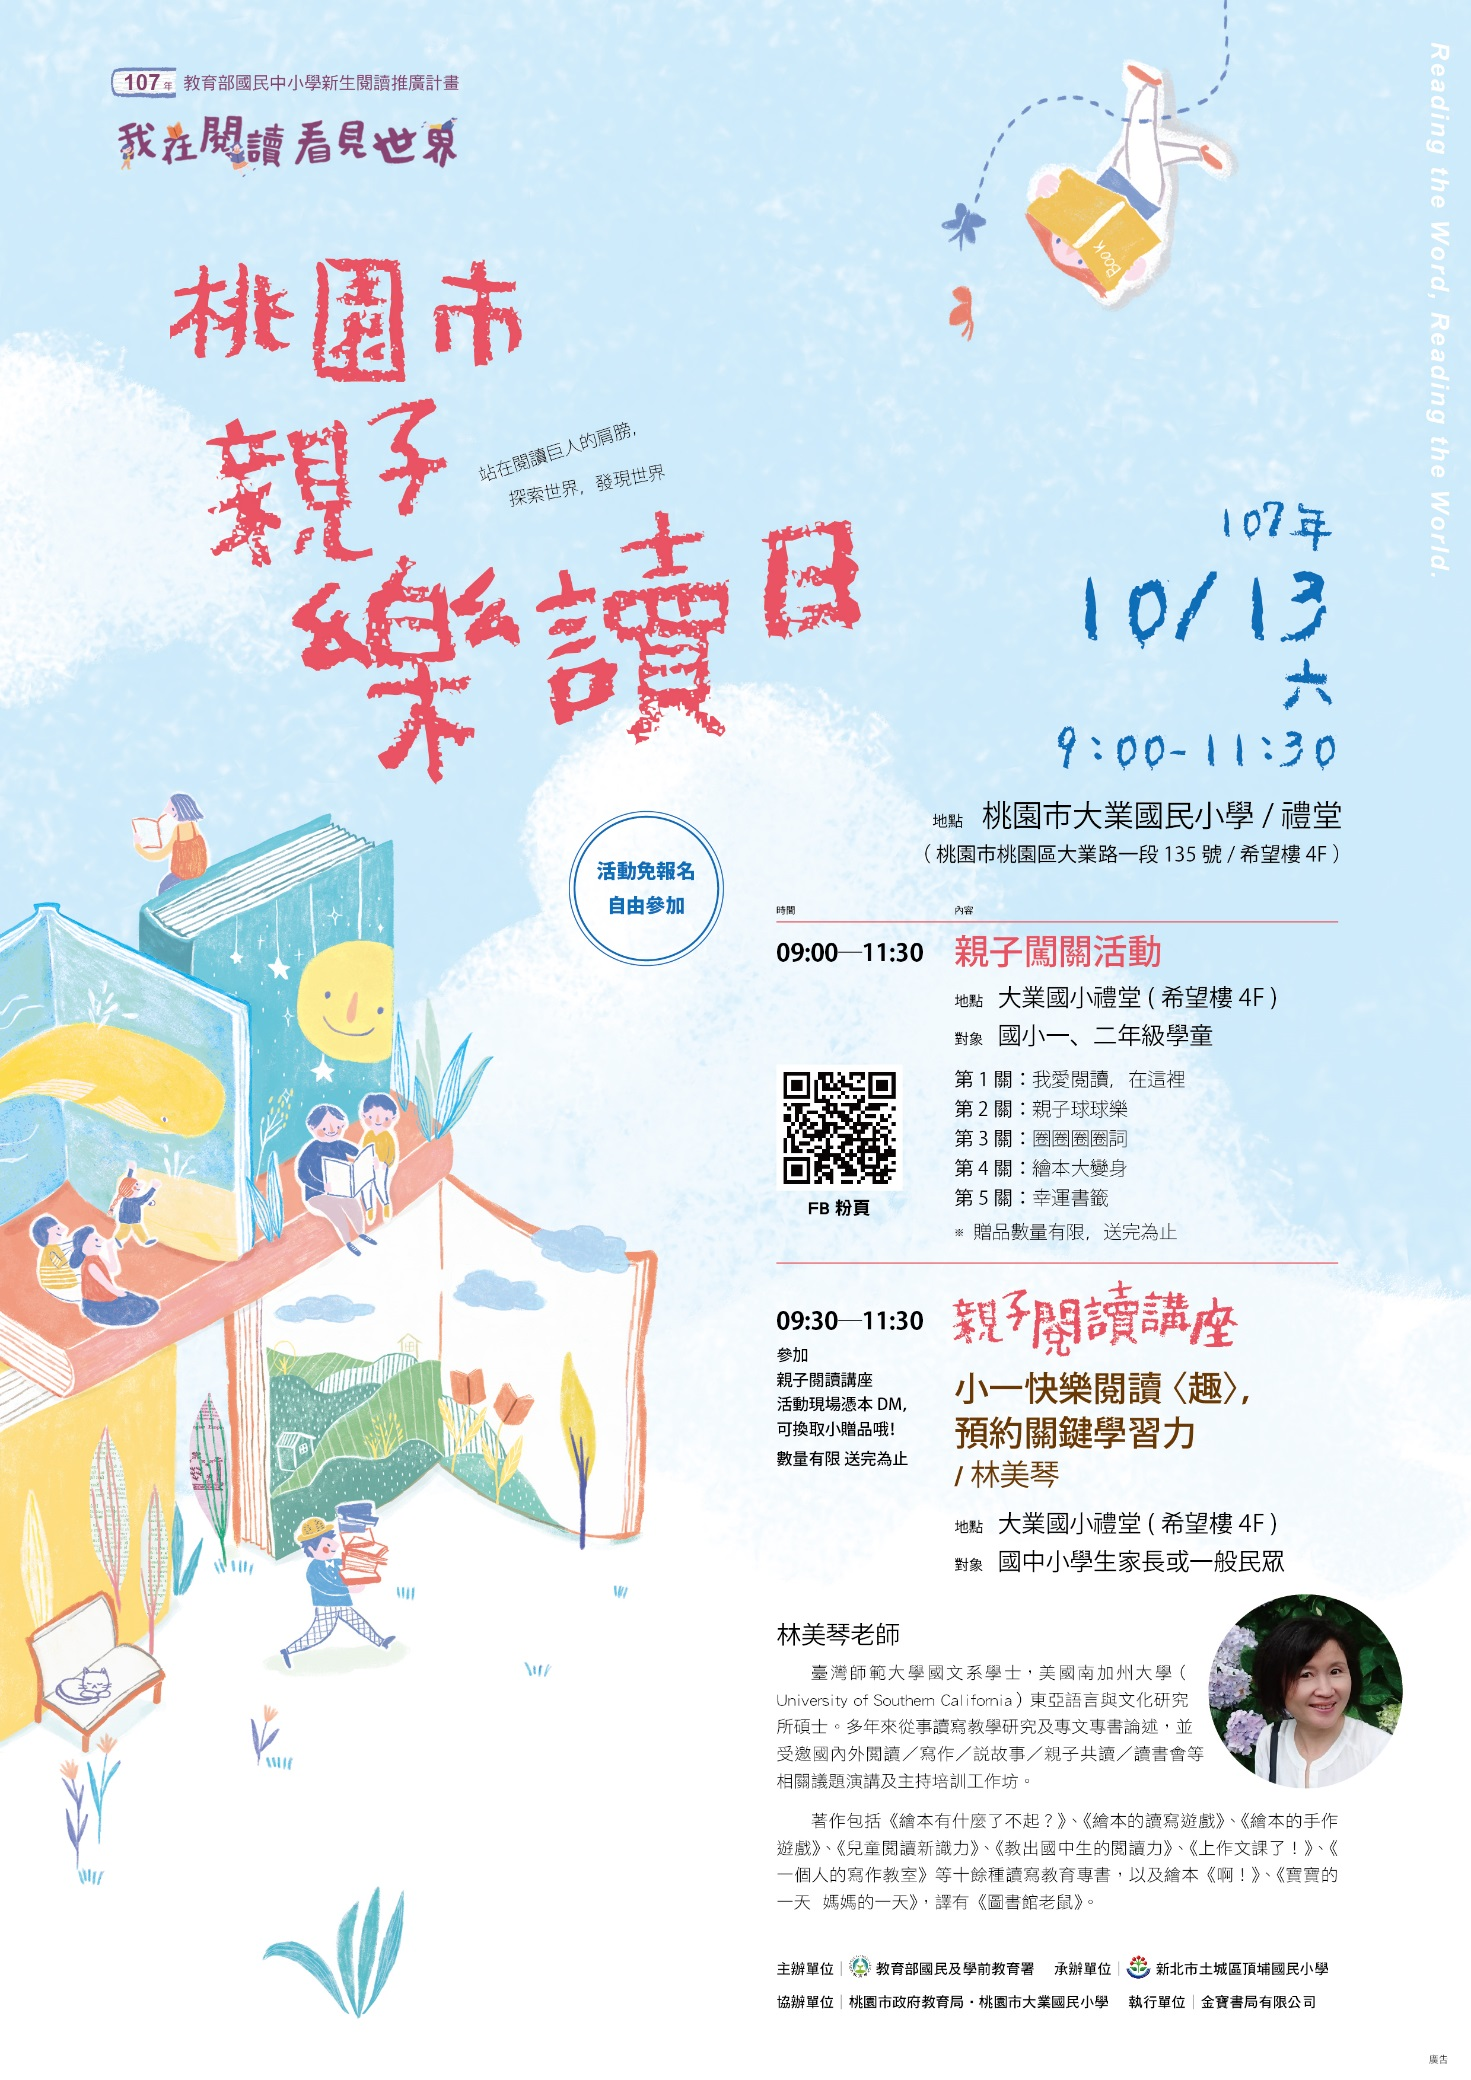 107年 教育部國民中小學新生閱讀推廣計畫
我在閱讀 看見世界
Reading the Word, Reading the World.
Book
桃園市
親子
樂讀日
站在閱讀巨人的肩膀,
探索世界, 發現世界
107年
10/13
六
9:00-11:30
地點 桃園市大業國民小學 / 禮堂
( 桃園市桃園區大業路一段 135 號 / 希望樓 4F )
活動免報名
自由參加
時間 內容
09:00—11:30 親子闖關活動
地點 大業國小禮堂 ( 希望樓 4F )
對象 國小一、二年級學童
第 1 關：我愛閱讀, 在這裡
第 2 關：親子球球樂
第 3 關：圈圈圈圈詞
第 4 關：繪本大變身
第 5 關：幸運書籤
※ 贈品數量有限, 送完為止
FB 粉頁
09:30—11:30 親子閱讀講座
參加
親子閱讀講座
活動現場憑本 DM,
可換取小贈品哦!
數量有限 送完為止
小一快樂閱讀〈趣〉,
預約關鍵學習力
/ 林美琴
地點 大業國小禮堂 ( 希望樓 4F )
對象 國中小學生家長或一般民眾
林美琴老師
臺灣師範大學國文系學士，美國南加州大學（
University of Southern California）東亞語言與文化研究
所碩士。多年來從事讀寫教學研究及專文專書論述，並
受邀國內外閱讀／寫作／說故事／親子共讀／讀書會等
相關議題演講及主持培訓工作坊。
著作包括《繪本有什麼了不起？》、《繪本的讀寫遊戲》、《繪本的手作
遊戲》、《兒童閱讀新識力》、《教出國中生的閱讀力》、《上作文課了！》、《
一個人的寫作教室》等十餘種讀寫教育專書，以及繪本《啊！》、《寶寶的
一天 媽媽的一天》，譯有《圖書館老鼠》。
主辦單位｜教育部國民及學前教育署 承辦單位｜新北市土城區頂埔國民小學
協辦單位｜桃園市政府教育局・桃園市大業國民小學 執行單位｜金寶書局有限公司
廣告